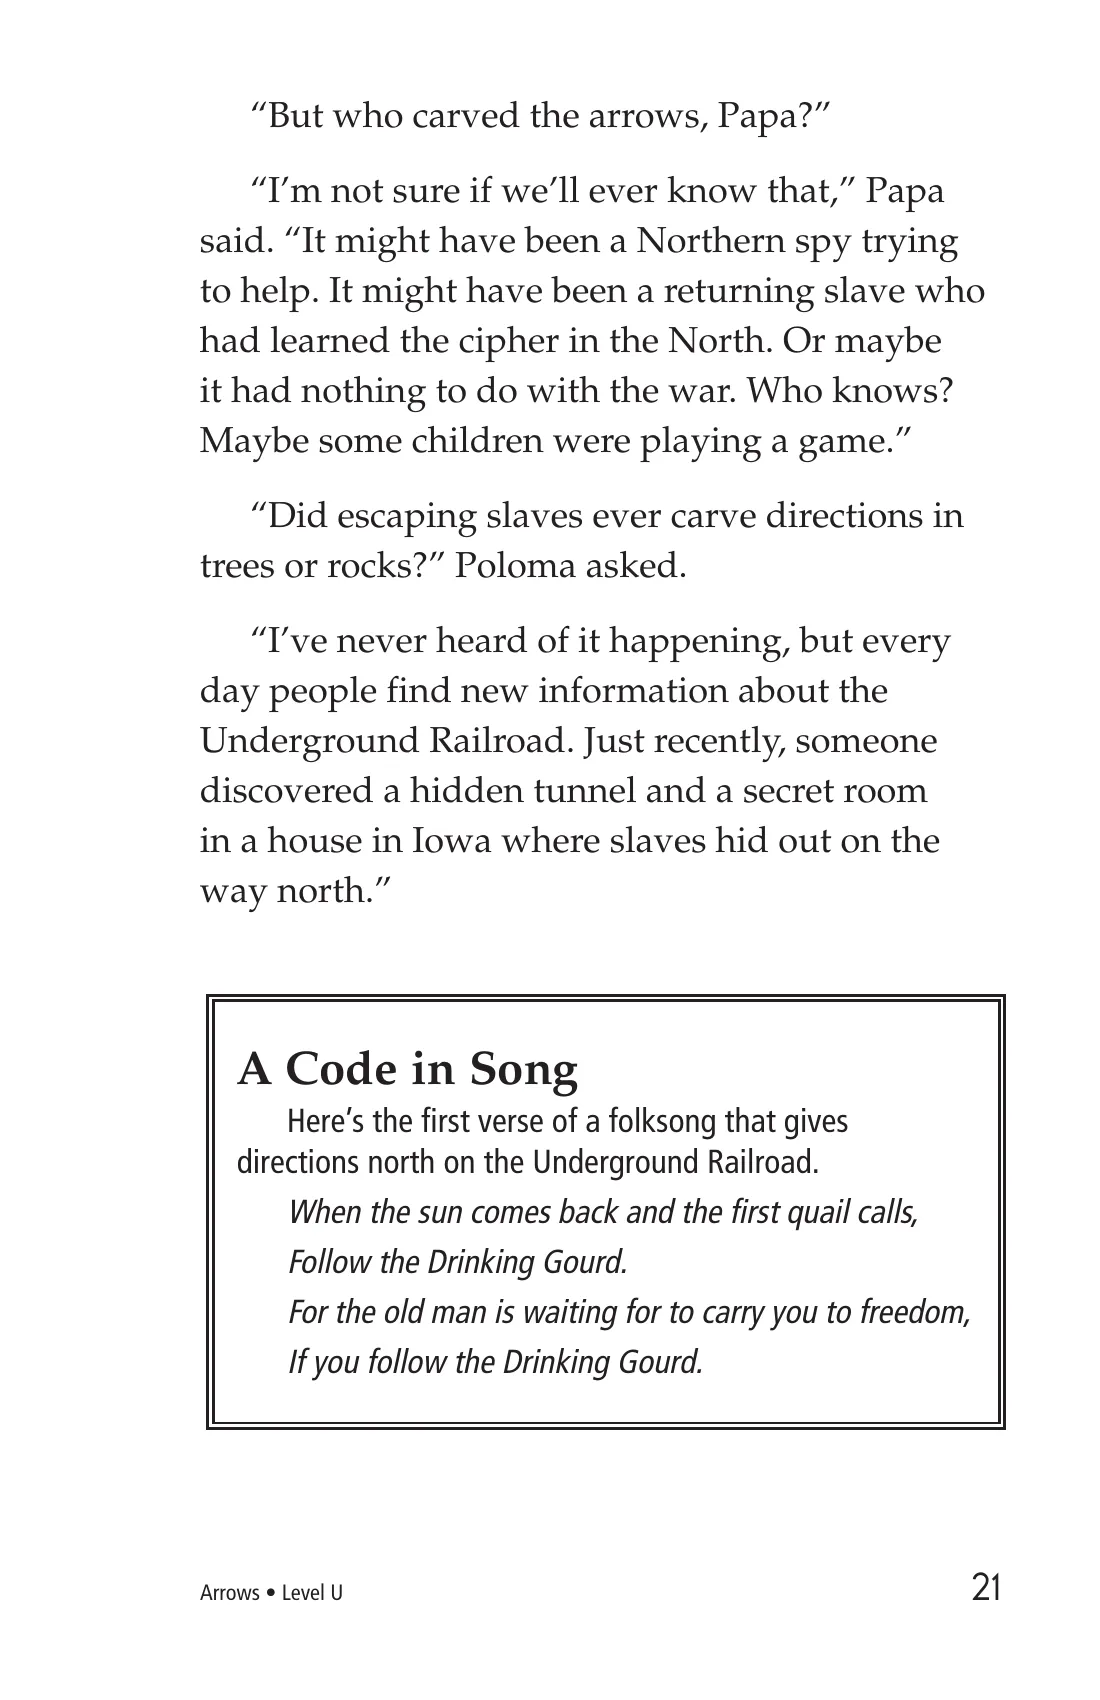 “But who carved the arrows, Papa?”
“I’m not sure if we’ll ever know that,” Papa
said. “It might have been a Northern spy trying
to help. It might have been a returning slave who
had learned the cipher in the North. Or maybe
it had nothing to do with the war. Who knows?
Maybe some children were playing a game.”
“Did escaping slaves ever carve directions in
trees or rocks?” Poloma asked.
“I’ve never heard of it happening, but every
day people find new information about the
Underground Railroad. Just recently, someone
discovered a hidden tunnel and a secret room
in a house in Iowa where slaves hid out on the
way north.”
A Code in Song
Here’s the first verse of a folksong that gives
directions north on the Underground Railroad.
When the sun comes back and the first quail calls,
Follow the Drinking Gourd.
For the old man is waiting for to carry you to freedom,
If you follow the Drinking Gourd.
Arrows • Level U
21